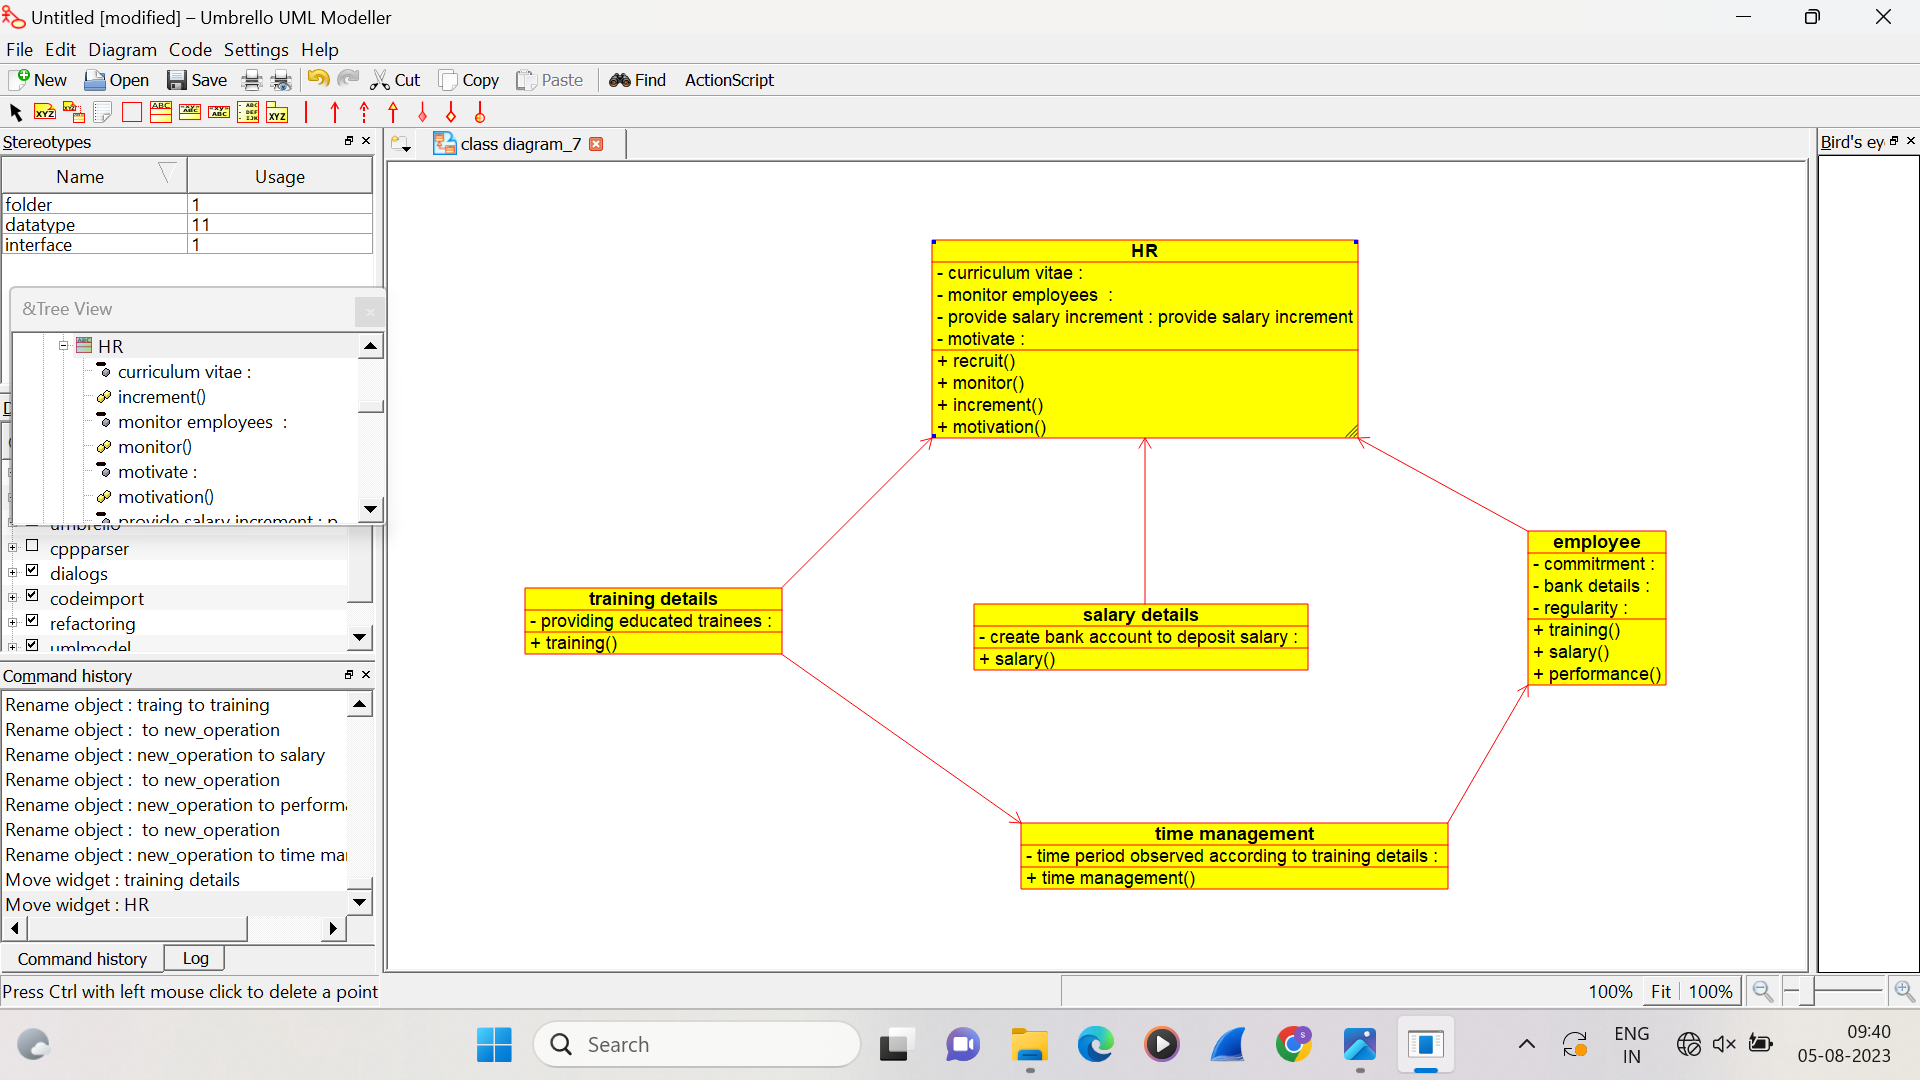 Untitled [modified] – Umbrello UML Modeller
File Edit Diagram Code Settings Help
New Open Save Cut Copy Paste Find ActionScript
Stereotypes
Name Usage
folder 1
datatype 11
interface 1
&Tree View
HR
curriculum vitae :
increment()
monitor employees :
monitor()
motivate :
motivation()
provide salary increment : p
umbrello
cppparser
dialogs
codeimport
refactoring
umlmodel
Command history
Rename object : traing to training
Rename object : to new_operation
Rename object : new_operation to salary
Rename object : to new_operation
Rename object : new_operation to performa
Rename object : to new_operation
Rename object : new_operation to time mar
Move widget : training details
Move widget : HR
Command history Log
Press Ctrl with left mouse click to delete a point
class diagram_7
Bird's ey
HR
- curriculum vitae :
- monitor employees :
- provide salary increment : provide salary increment
- motivate :
+ recruit()
+ monitor()
+ increment()
+ motivation()
training details
- providing educated trainees :
+ training()
salary details
- create bank account to deposit salary :
+ salary()
employee
- commitrment :
- bank details :
- regularity :
+ training()
+ salary()
+ performance()
time management
- time period observed according to training details :
+ time management()
100% Fit 100%
Search
ENG
IN
09:40
05-08-2023